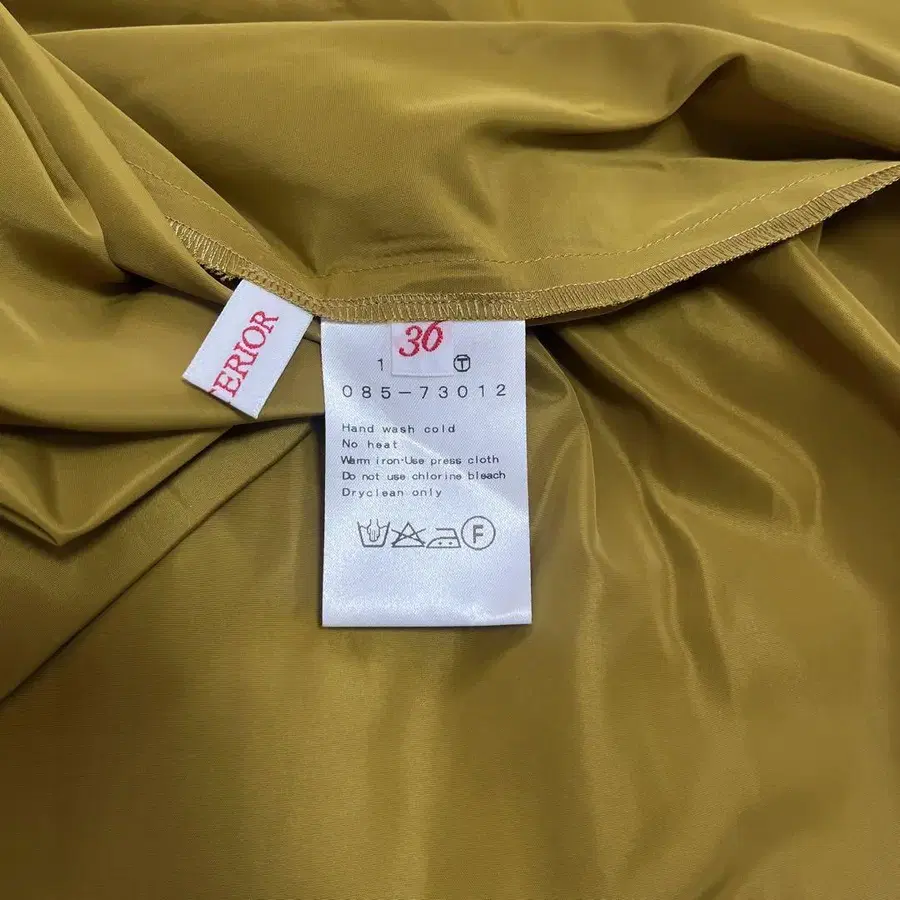 TERIOR
36
1 T
085-73012
Hand wash cold
No heat
Warm iron·Use press cloth
Do not use chlorine bleach
Dryclean only
F